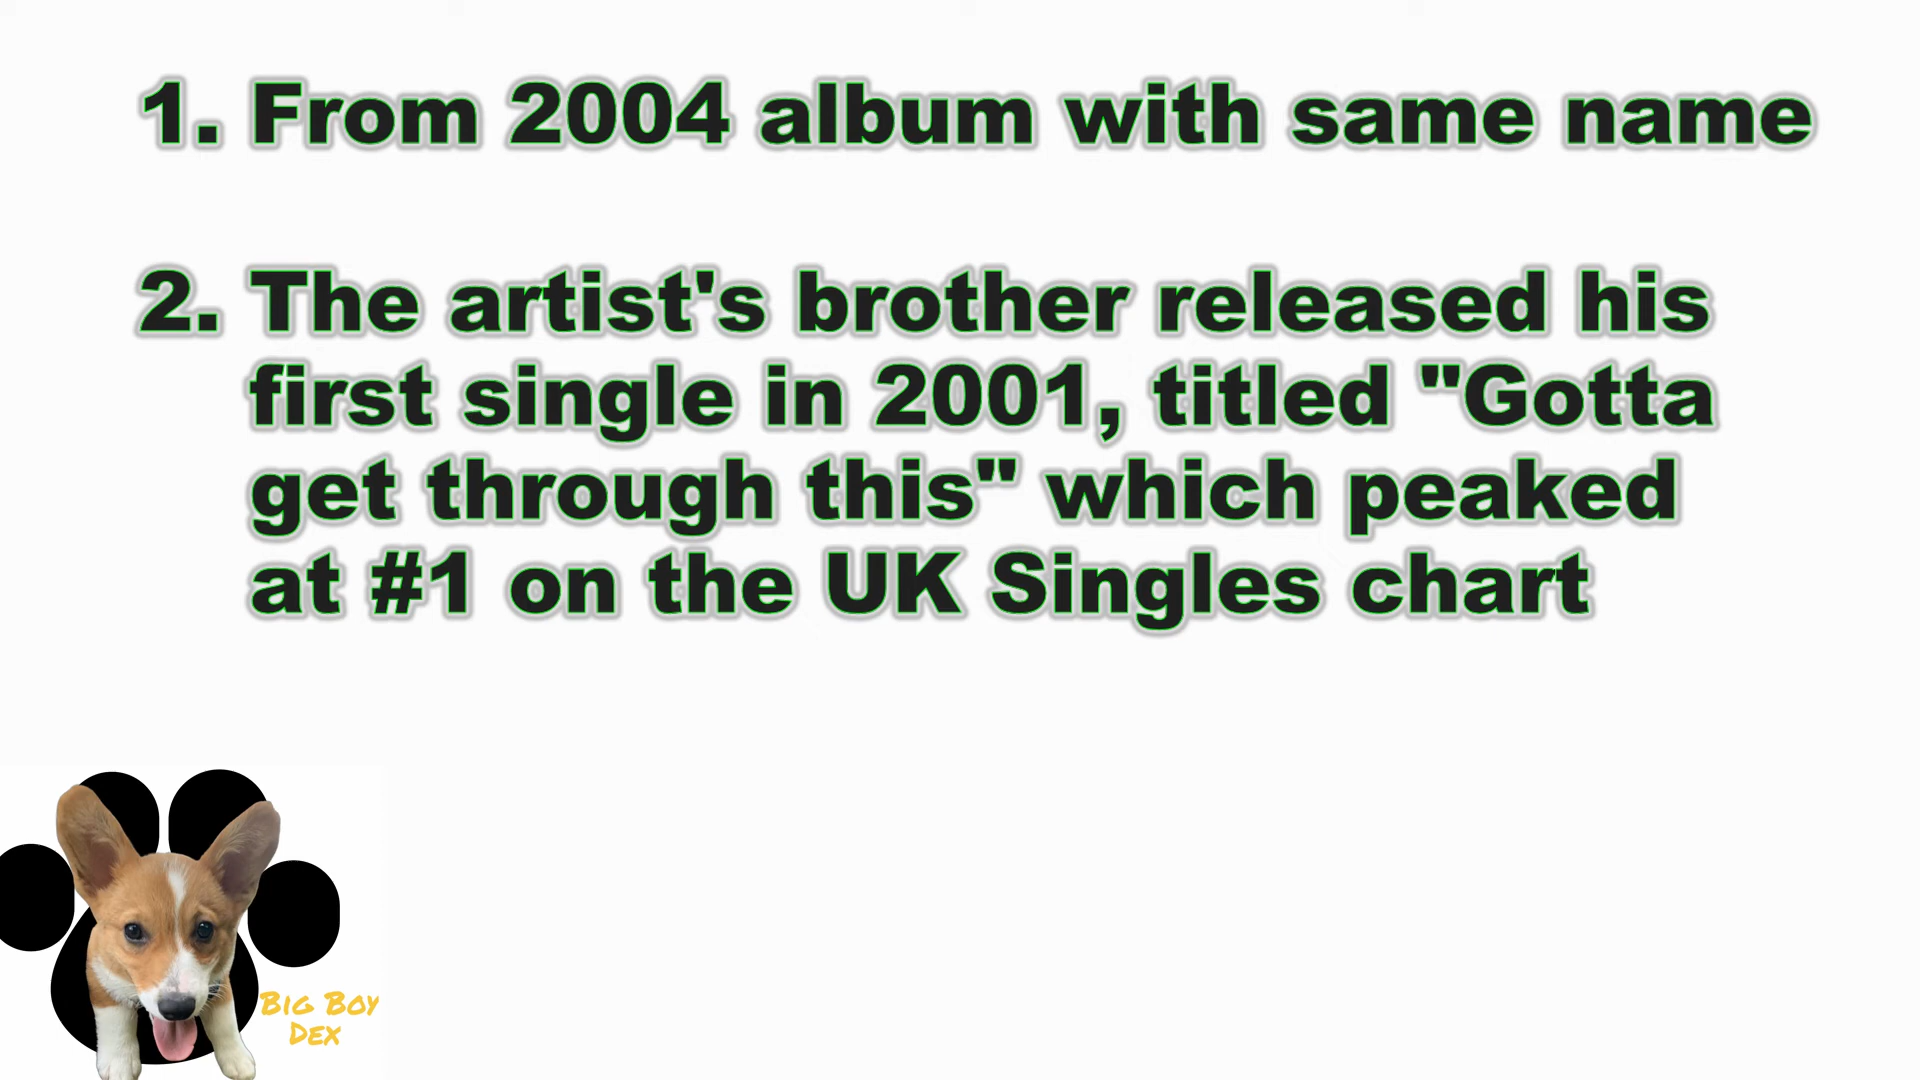 1. From 2004 album with same name
2. The artist's brother released his
first single in 2001, titled "Gotta
get through this" which peaked
at #1 on the UK Singles chart
Big Boy
Dex